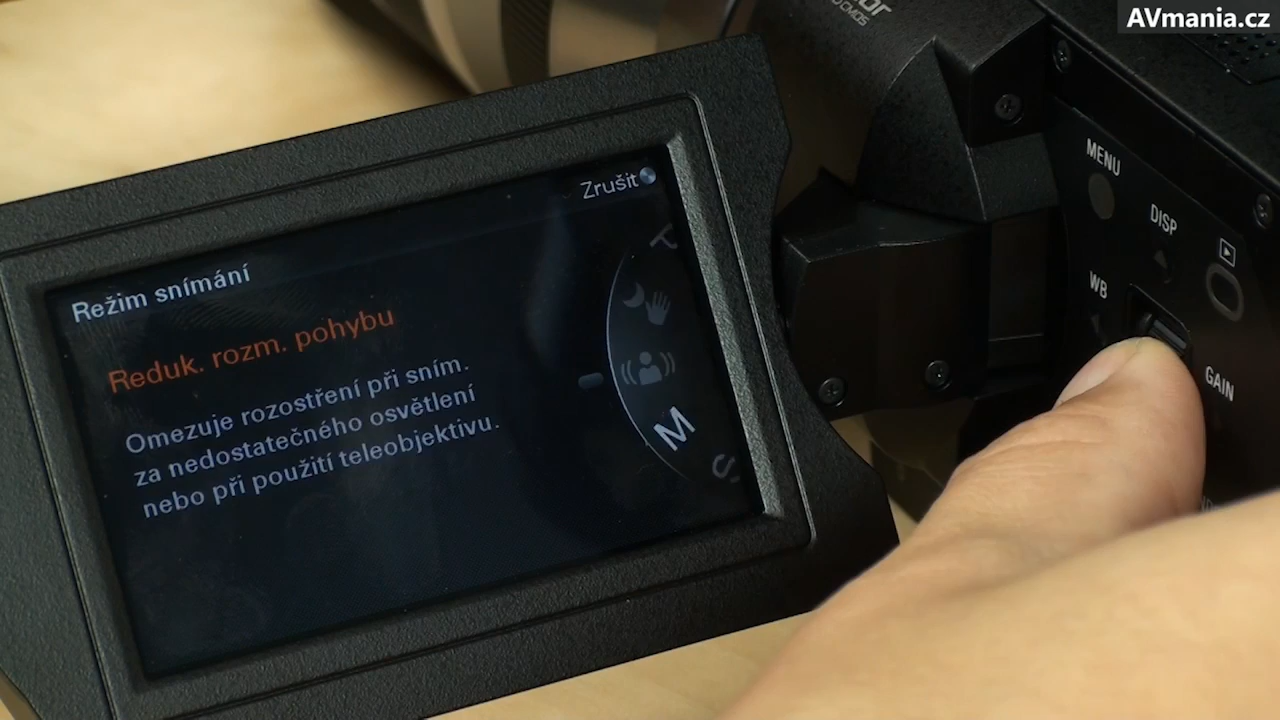 AVmania.cz
CMOS
MENU
DISP
Zrušit
WB
Režim snímání
Reduk. rozm. pohybu
GAIN
Omezuje rozostření při sním.
za nedostatečného osvětlení
nebo při použití teleobjektivu.
M
S